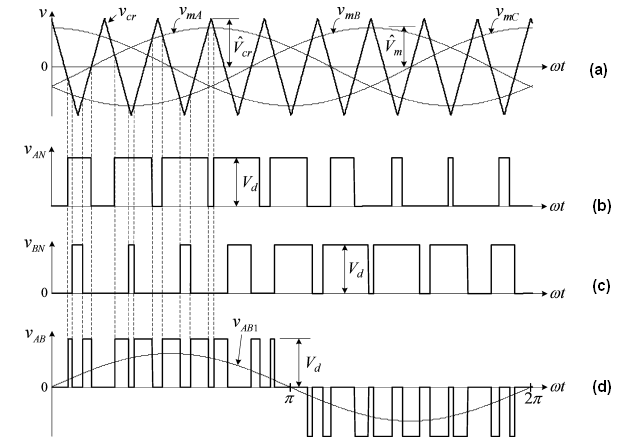 v v_cr v_mA v_mB v_mC
V̂_cr V̂_m
0 ωt (a)
v_AN
V_d
0 ωt (b)
v_BN
V_d
0 ωt (c)
v_AB v_AB1
V_d
0 π 2π ωt (d)